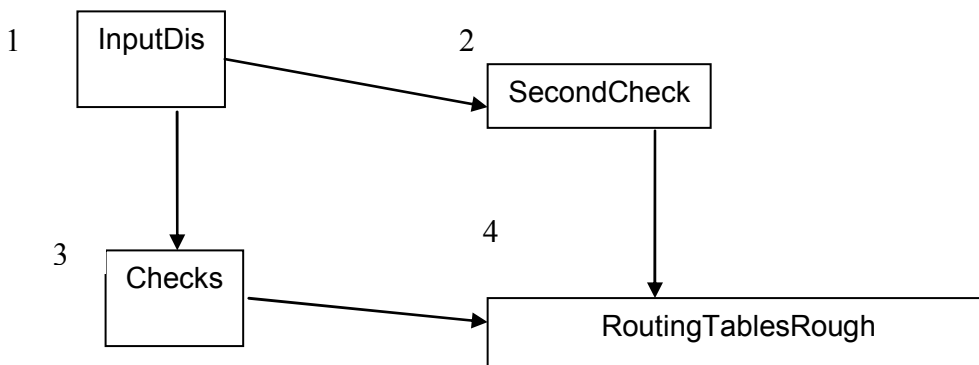 1
InputDis
2
SecondCheck
3
Checks
4
RoutingTablesRough